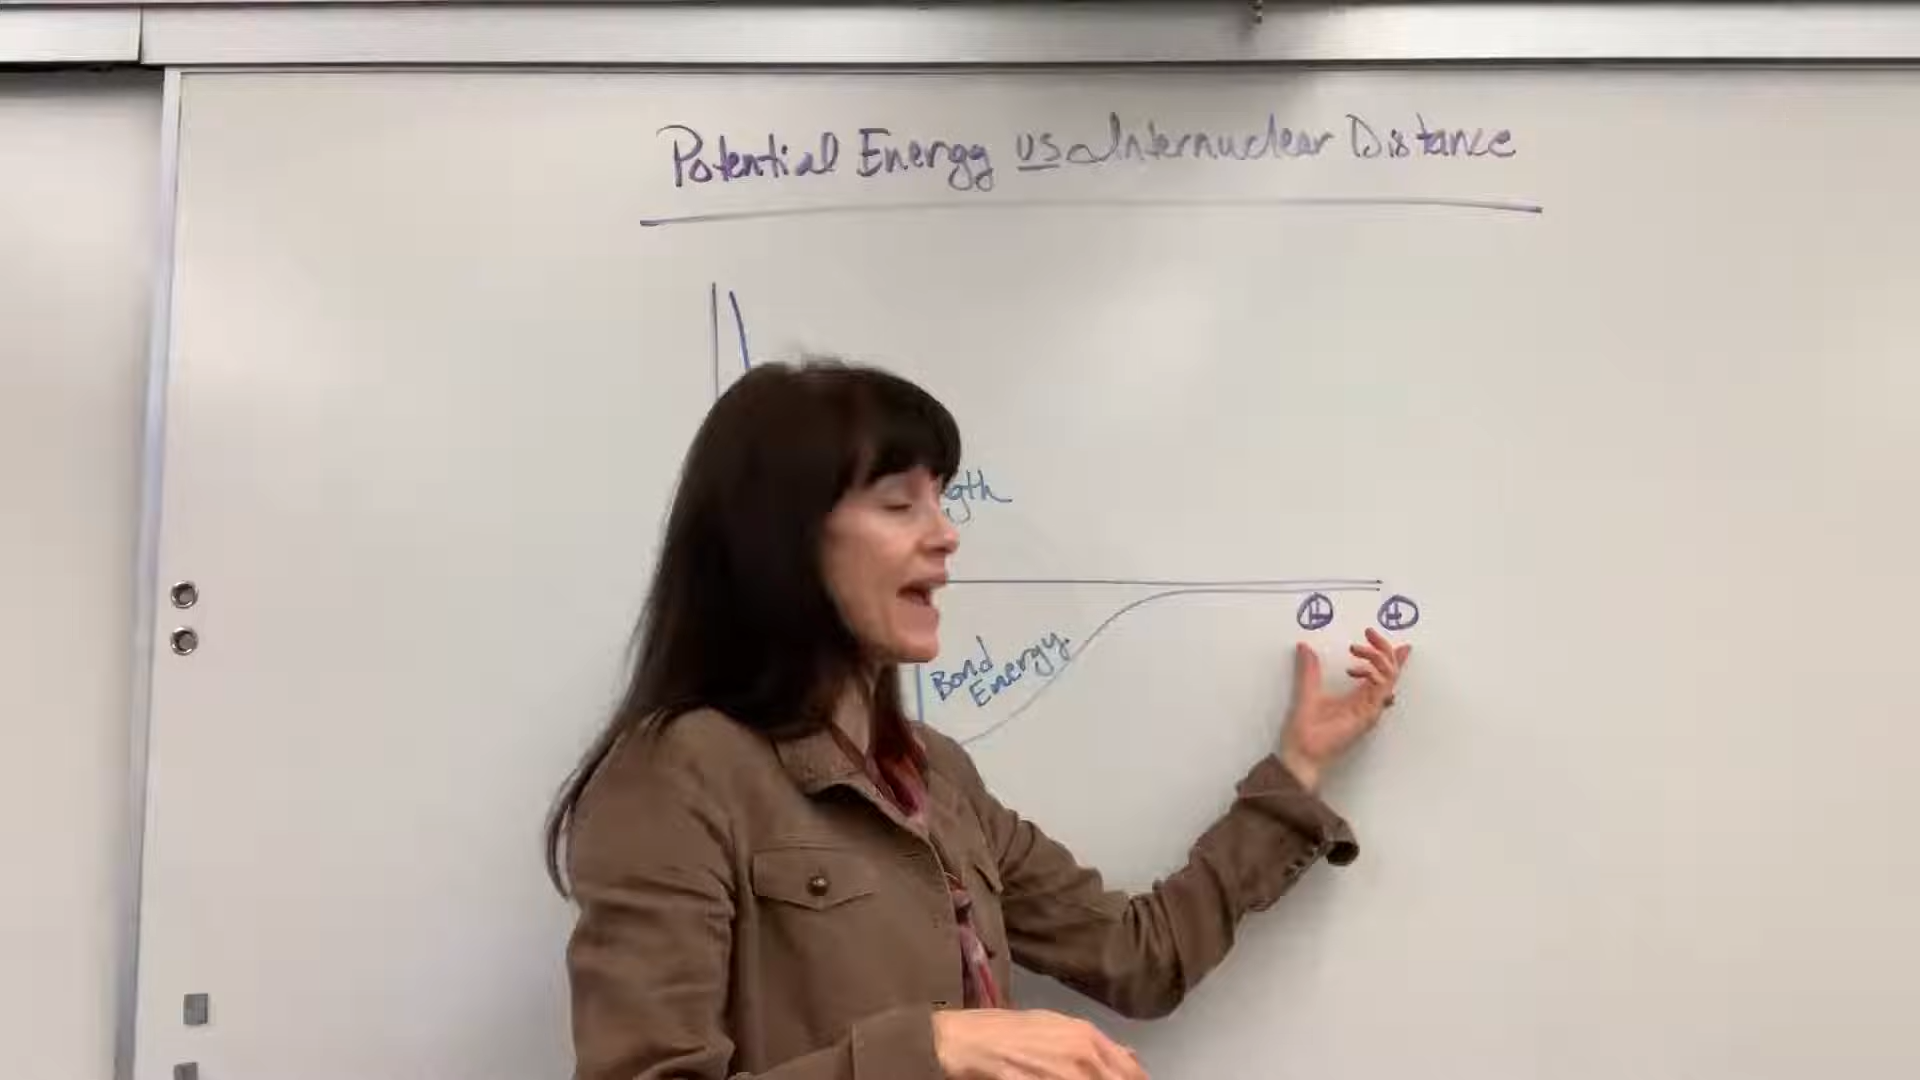 Potential Energy vs Internuclear Distance
gth
H H
Bond
Energy